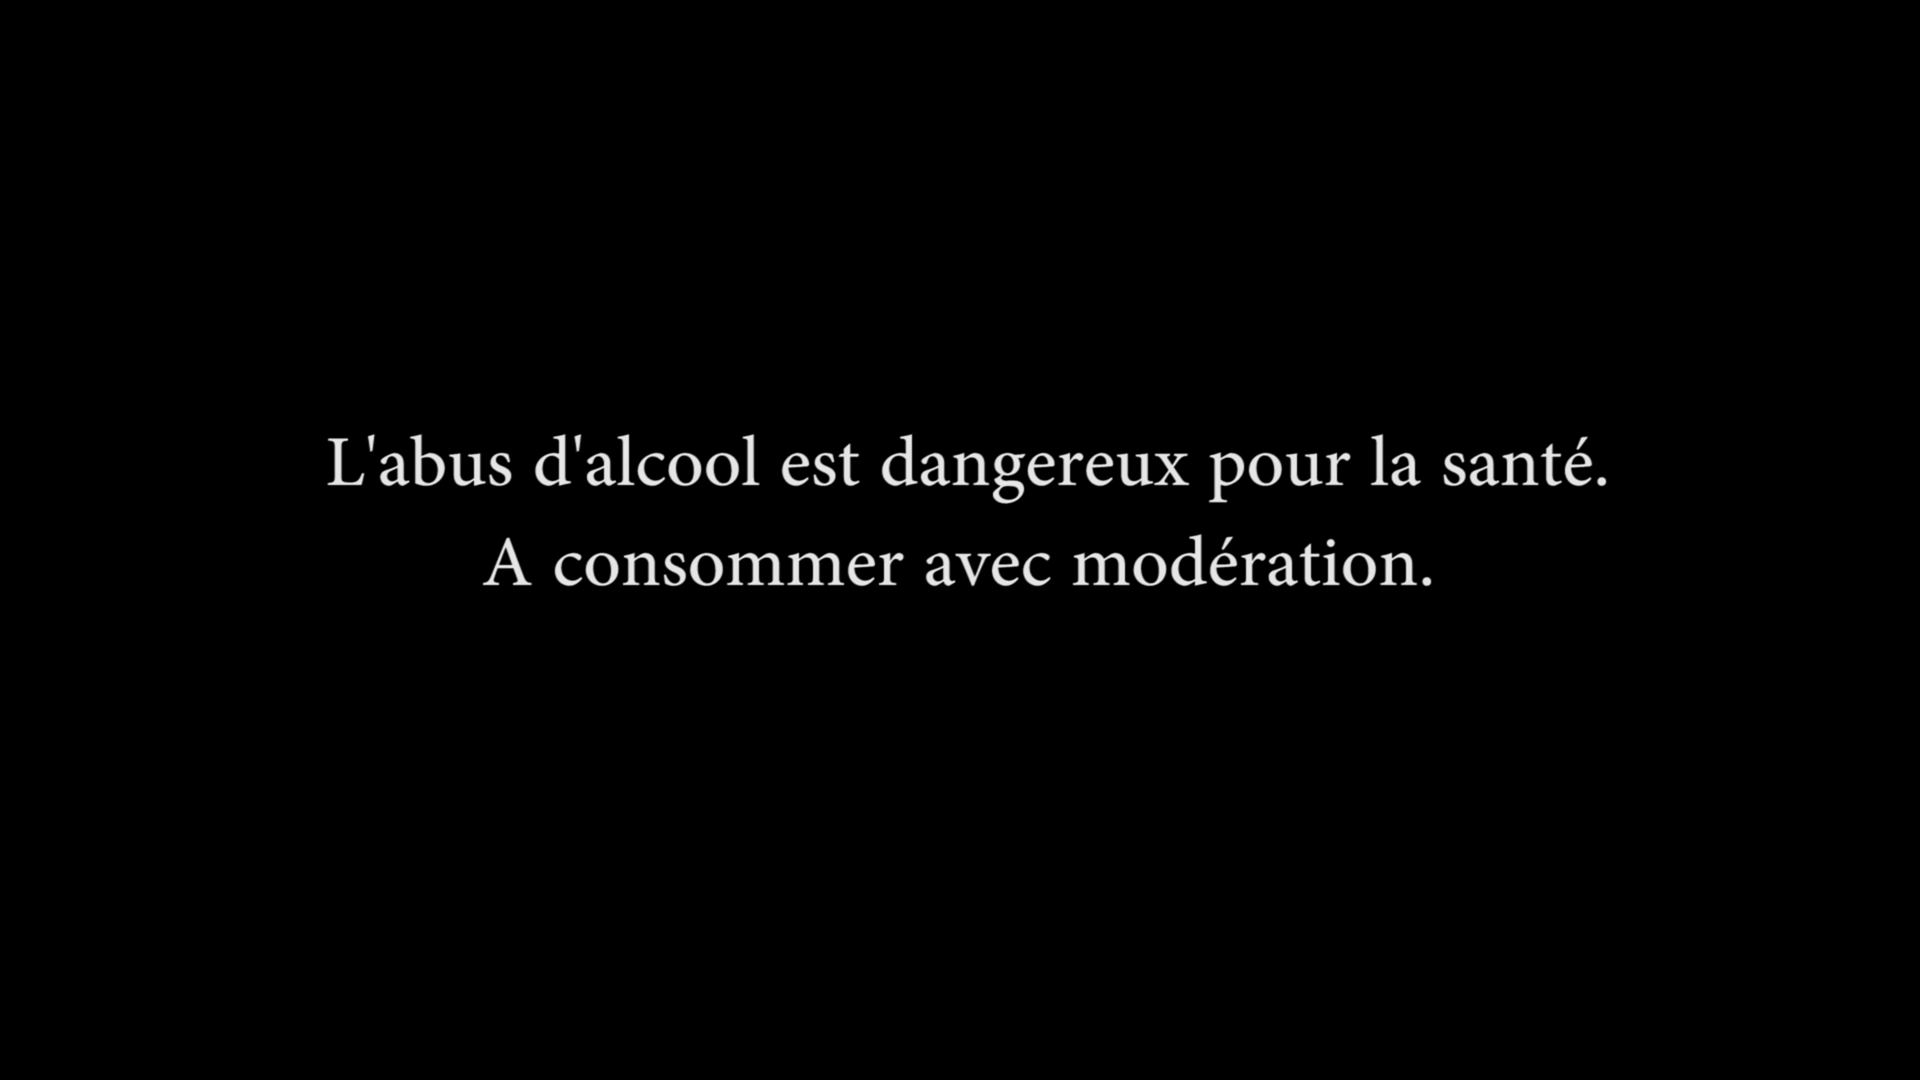 L'abus d'alcool est dangereux pour la santé.
A consommer avec modération.